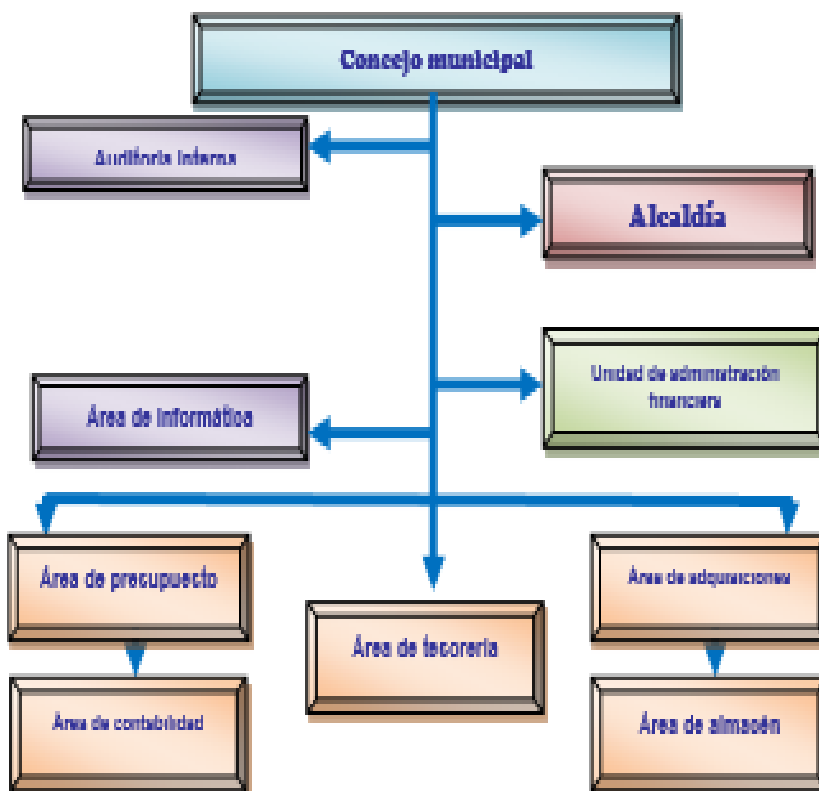 Concejo municipal
Auditoria interna
Alcaldía
Unidad de administración
financiera
Área de informática
Área de presupuesto
Área de tesorería
Área de adquisiciones
Área de contabilidad
Área de almacén